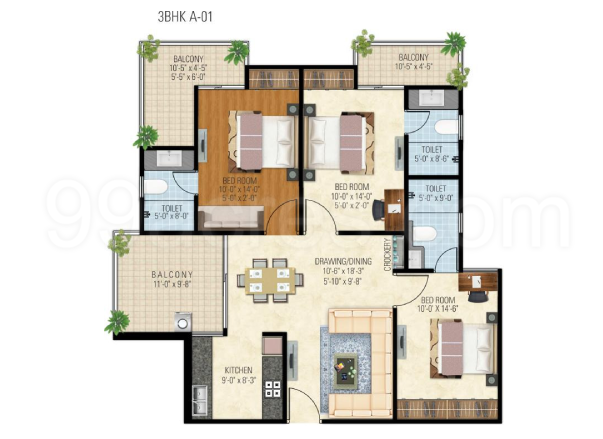 3BHK A-01
BALCONY
10'-5" x 4'-5"
5'-5" x 6'-0"
BALCONY
10'-5" x 4'-5"
TOILET
5'-0" x 8'-6"
BED ROOM
10'-0" x 14'-0"
5'-0" x 2'-0"
BED ROOM
10'-0" x 14'-0"
5'-0" x 2'-0"
TOILET
5'-0" x 8'-0"
TOILET
5'-0" x 9'-0"
BALCONY
11'-0" x 9'-8"
DRAWING/DINING
10'-6" x 18'-3"
5'-10" x 9'-8"
CROCKERY
BED ROOM
10'-0' X 14'-6"
KITCHEN
9'-0" x 8'-3"